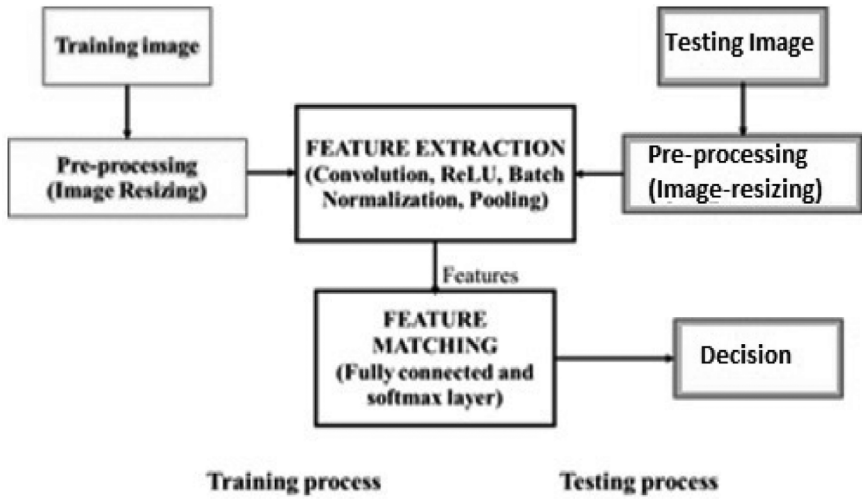 Training image
Testing Image
Pre-processing
(Image Resizing)
FEATURE EXTRACTION
(Convolution, ReLU, Batch
Normalization, Pooling)
Pre-processing
(Image-resizing)
Features
FEATURE
MATCHING
(Fully connected and
softmax layer)
Decision
Training process
Testing process